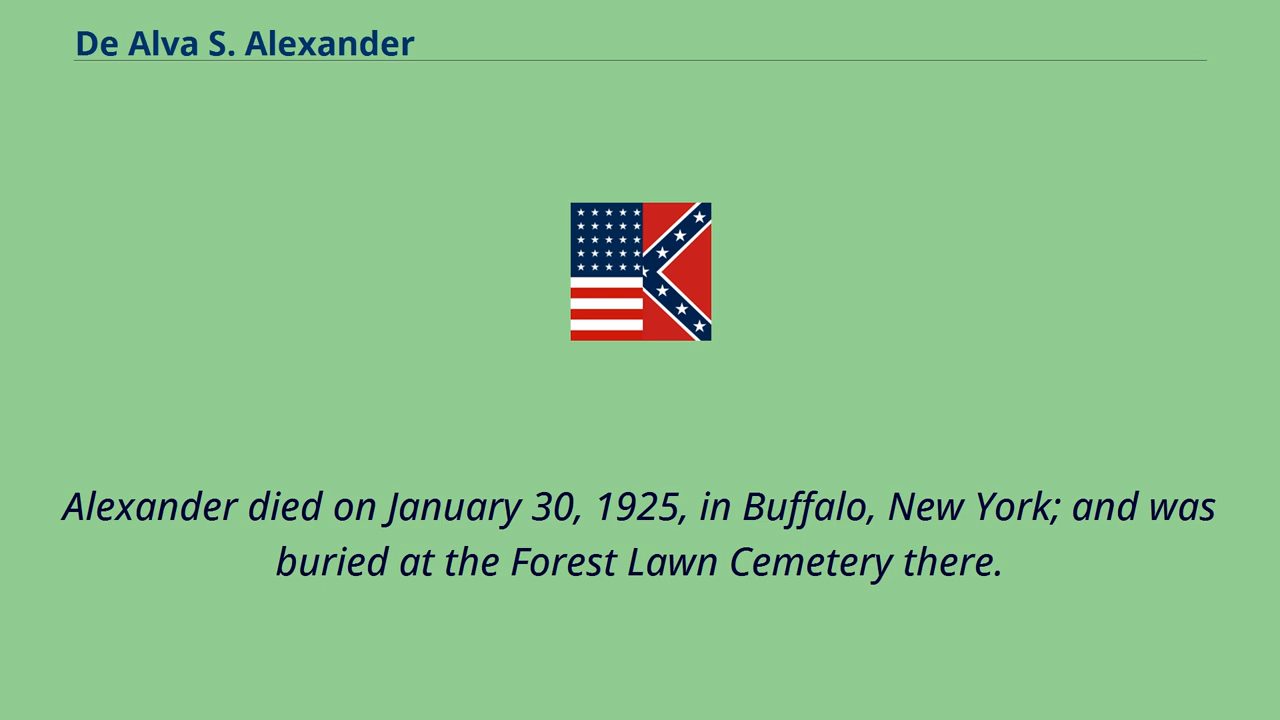 De Alva S. Alexander
Alexander died on January 30, 1925, in Buffalo, New York; and was
buried at the Forest Lawn Cemetery there.